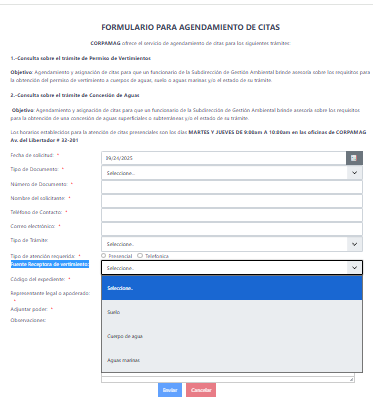 FORMULARIO PARA AGENDAMIENTO DE CITAS
CORPAMAG ofrece el servicio de agendamiento de citas para los siguientes trámites:
1.-Consulta sobre el trámite de Permiso de Vertimientos
Objetivo: Agendamiento y asignación de citas para que un funcionario de la Subdirección de Gestión Ambiental brinde asesoría sobre los requisitos para
la obtención del permiso de vertimiento a cuerpos de aguas, suelo o aguas marinas y/o el estado de su trámite.
2.-Consulta sobre el trámite de Concesión de Aguas
Objetivo: Agendamiento y asignación de citas para que un funcionario de la Subdirección de Gestión Ambiental brinde asesoría sobre los requisitos
para la obtención de una concesión de aguas superficiales o subterráneas y/o el estado de su trámite.
Los horarios establecidos para la atención de citas presenciales son los días MARTES Y JUEVES DE 9:00am A 10:00am en las oficinas de CORPAMAG
Av. del Libertador # 32-201
Fecha de solicitud: * 09/24/2025
Tipo de Documento: * Seleccione..
Número de Documento: *
Nombre del solicitante: *
Teléfono de Contacto: *
Correo electrónico: *
Tipo de Trámite: Seleccione..
Tipo de atención requerida: * Presencial Telefonica
Fuente Receptora de vertimiento: Seleccione..
Código del expediente: * Seleccione..
Representante legal o apoderado: *
Suelo
Adjuntar poder: *
Observaciones:
Cuerpo de agua
Aguas marinas
Enviar Cancelar